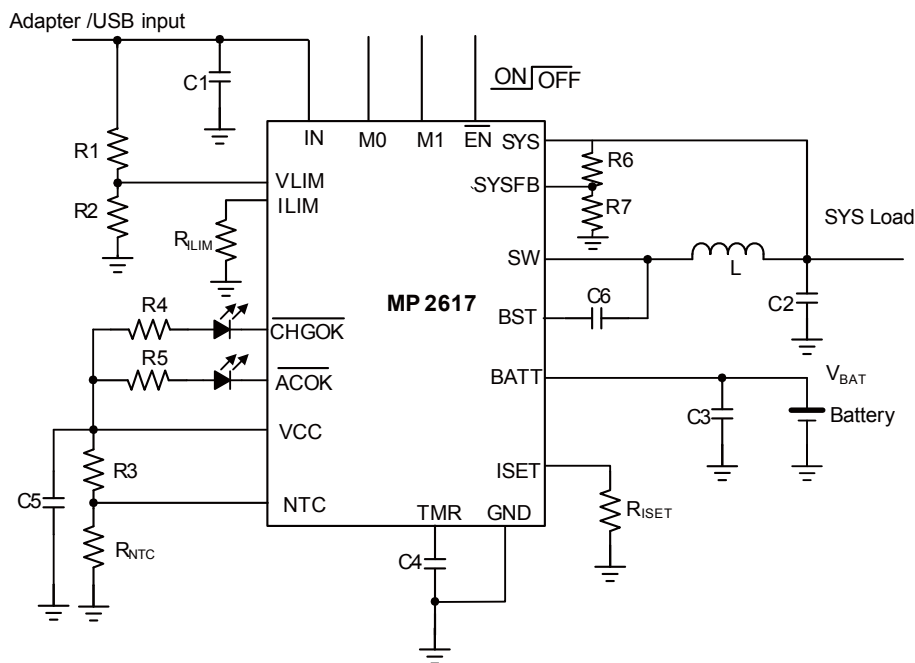 Adapter /USB input
C1
ON OFF
IN M0 M1 EN SYS
R1
R6
VLIM
SYSFB
R2
ILIM
R7
SYS Load
RILIM
SW
L
MP 2617
C6
C2
R4
CHGOK
BST
R5
ACOK
BATT
VBAT
C3
Battery
VCC
R3
ISET
C5
NTC
TMR GND
RISET
RNTC
C4